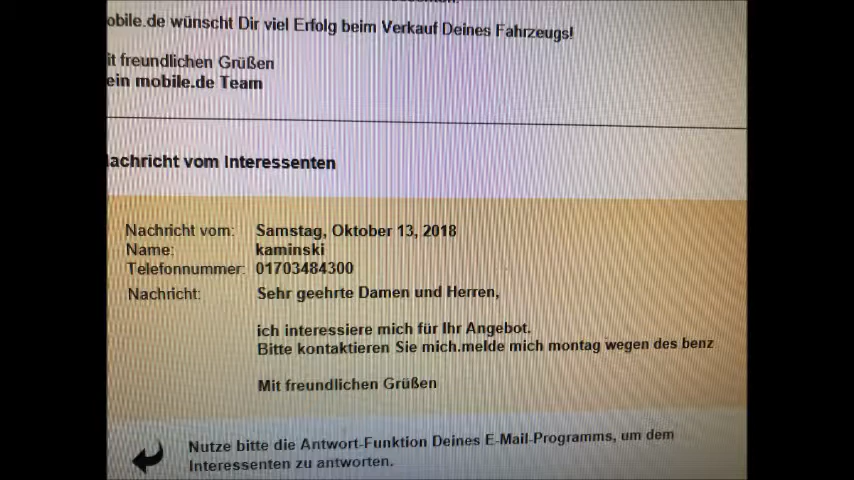 obile.de wünscht Dir viel Erfolg beim Verkauf Deines Fahrzeugs!
it freundlichen Grüßen
ein mobile.de Team
achricht vom Interessenten
Nachricht vom: Samstag, Oktober 13, 2018
Name: kaminski
Telefonnummer: 01703484300
Nachricht: Sehr geehrte Damen und Herren,
ich interessiere mich für Ihr Angebot.
Bitte kontaktieren Sie mich.melde mich montag wegen des benz
Mit freundlichen Grüßen
Nutze bitte die Antwort-Funktion Deines E-Mail-Programms, um dem
Interessenten zu antworten.